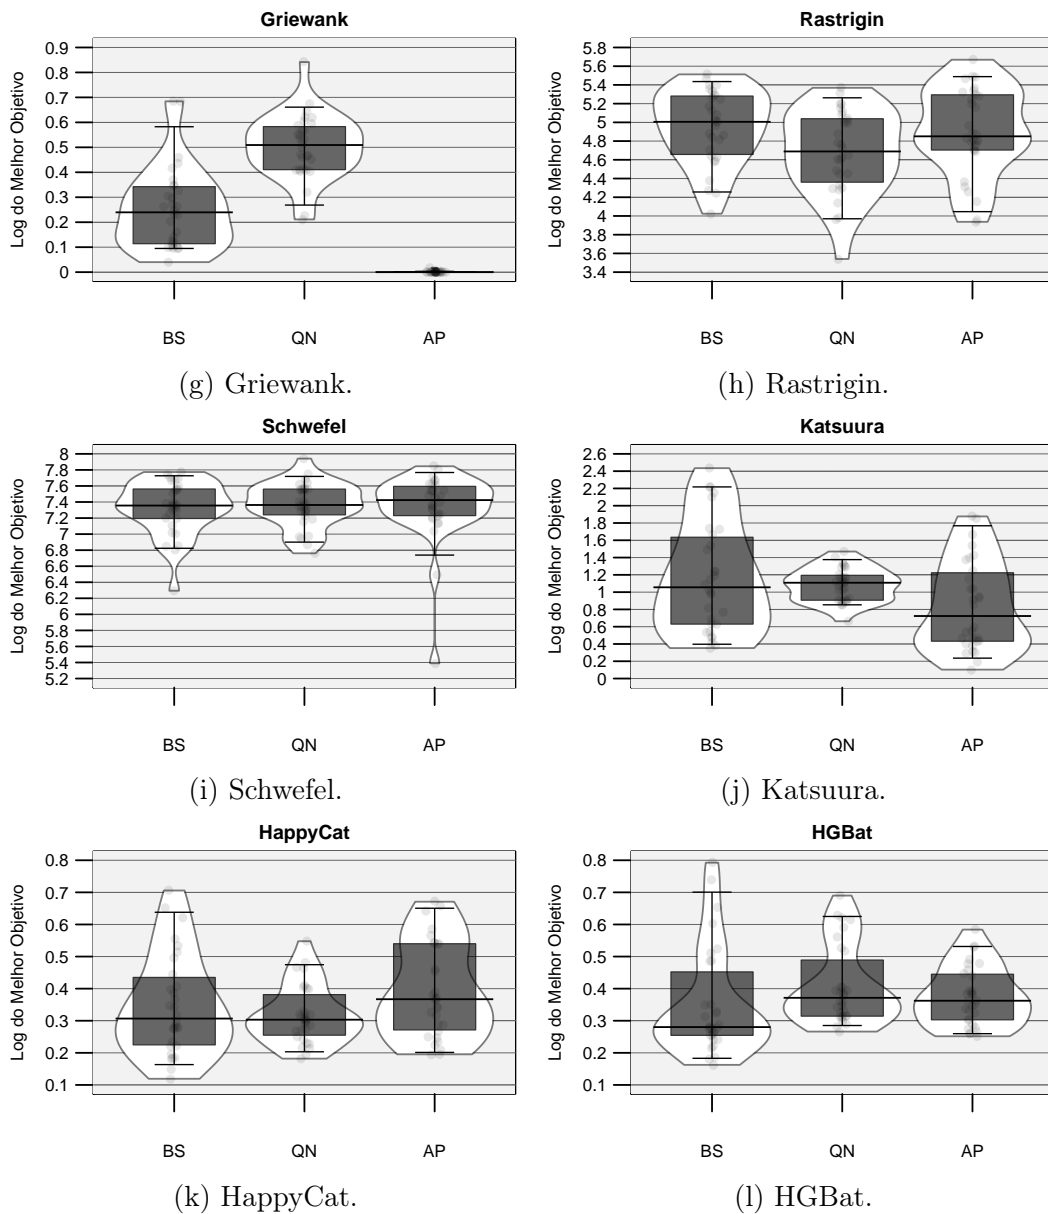 Griewank
Log do Melhor Objetivo
0.9
0.8
0.7
0.6
0.5
0.4
0.3
0.2
0.1
0
BS QN AP
(g) Griewank.
Rastrigin
Log do Melhor Objetivo
5.8
5.6
5.4
5.2
5
4.8
4.6
4.4
4.2
4
3.8
3.6
3.4
BS QN AP
(h) Rastrigin.
Schwefel
Log do Melhor Objetivo
8
7.8
7.6
7.4
7.2
7
6.8
6.6
6.4
6.2
6
5.8
5.6
5.4
5.2
BS QN AP
(i) Schwefel.
Katsuura
Log do Melhor Objetivo
2.6
2.4
2.2
2
1.8
1.6
1.4
1.2
1
0.8
0.6
0.4
0.2
0
BS QN AP
(j) Katsuura.
HappyCat
Log do Melhor Objetivo
0.8
0.7
0.6
0.5
0.4
0.3
0.2
0.1
BS QN AP
(k) HappyCat.
HGBat
Log do Melhor Objetivo
0.8
0.7
0.6
0.5
0.4
0.3
0.2
0.1
BS QN AP
(l) HGBat.